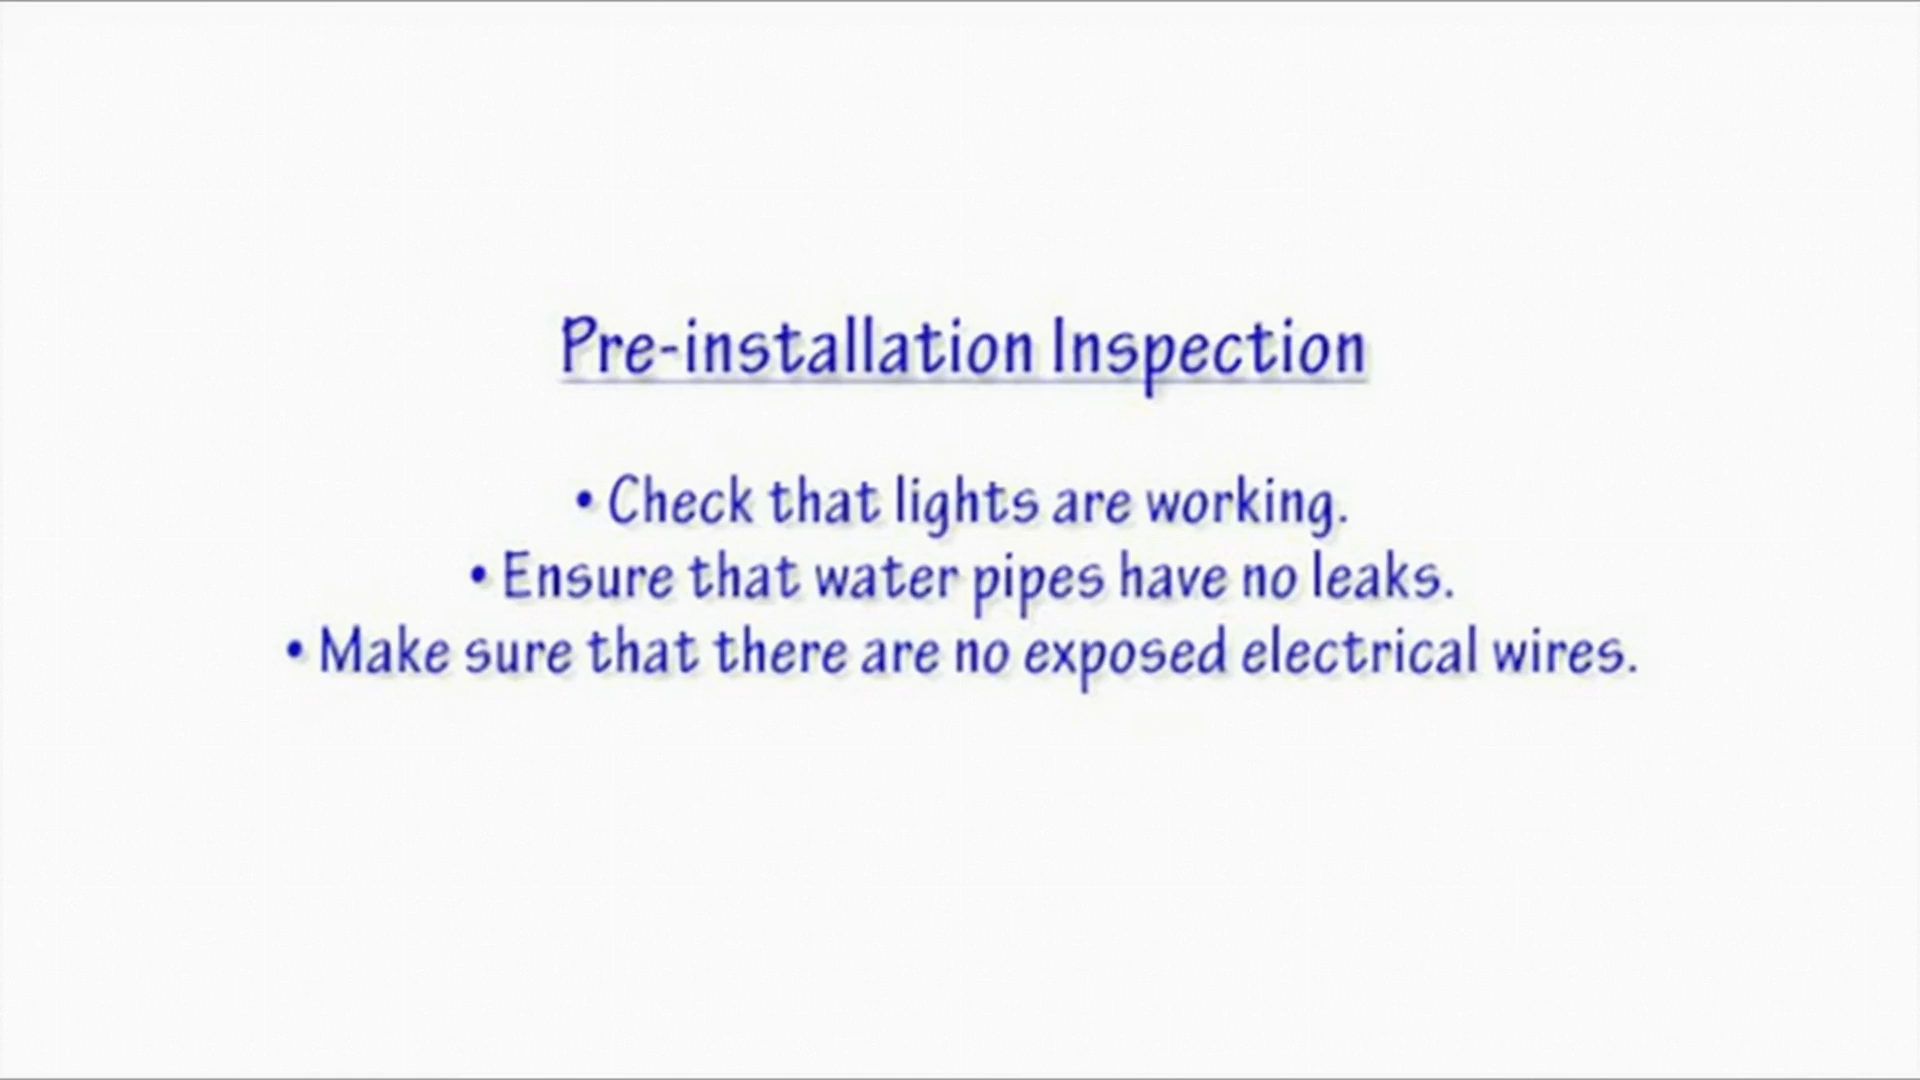 Pre-installation Inspection
• Check that lights are working.
• Ensure that water pipes have no leaks.
• Make sure that there are no exposed electrical wires.